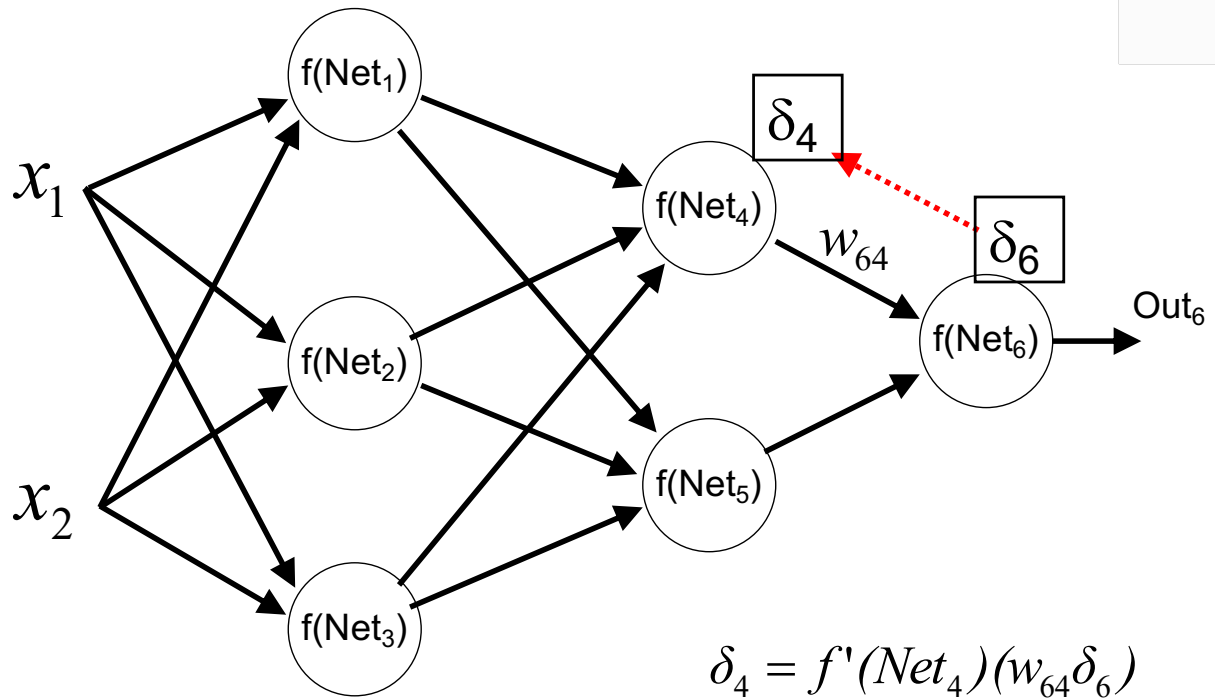 f(Net₁)
δ₄
x₁
f(Net₄)
w₆₄
δ₆
Out₆
f(Net₂)
f(Net₆)
x₂
f(Net₅)
f(Net₃)
δ₄ = f'(Net₄)(w₆₄δ₆)